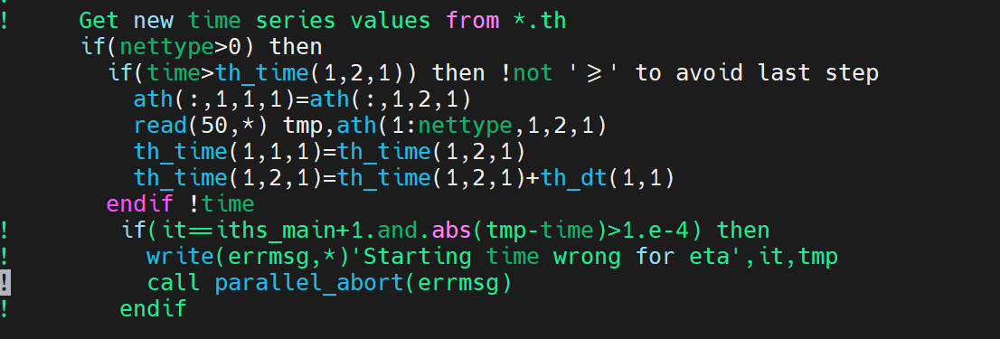 !      Get new time series values from *.th
      if(nettype>0) then
        if(time>th_time(1,2,1)) then !not '>=' to avoid last step
          ath(:,1,1,1)=ath(:,1,2,1)
          read(50,*) tmp,ath(1:nettype,1,2,1)
          th_time(1,1,1)=th_time(1,2,1)
          th_time(1,2,1)=th_time(1,2,1)+th_dt(1,1)
        endif !time
!        if(it==iths_main+1.and.abs(tmp-time)>1.e-4) then
!          write(errmsg,*)'Starting time wrong for eta',it,tmp
!          call parallel_abort(errmsg)
!        endif